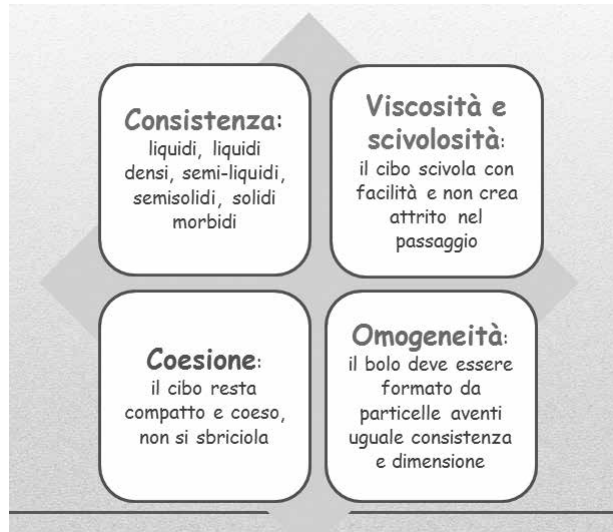 Consistenza:
liquidi, liquidi
densi, semi-liquidi,
semisolidi, solidi
morbidi
Viscosità e
scivolosità:
il cibo scivola con
facilità e non crea
attrito nel
passaggio
Coesione:
il cibo resta
compatto e coeso,
non si sbriciola
Omogeneità:
il bolo deve essere
formato da
particelle aventi
uguale consistenza
e dimensione